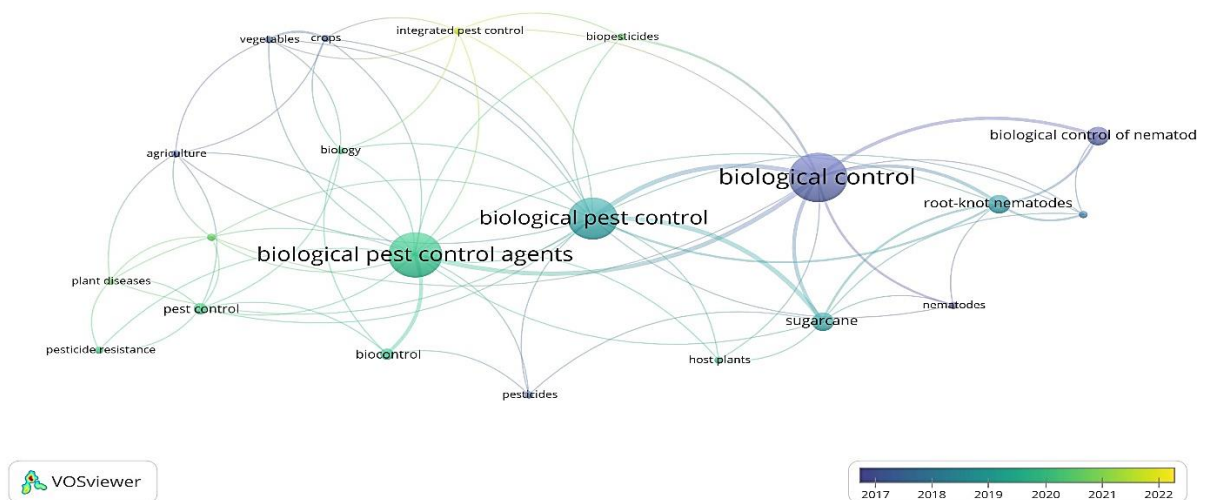 integrated pest control
biopesticides
vegetables
crops
biological control of nematod
biology
agriculture
biological control
root-knot nematodes
biological pest control
biological pest control agents
plant diseases
pest control
nematodes
sugarcane
pesticide resistance
biocontrol
host plants
pesticides
VOSviewer
2017 2018 2019 2020 2021 2022